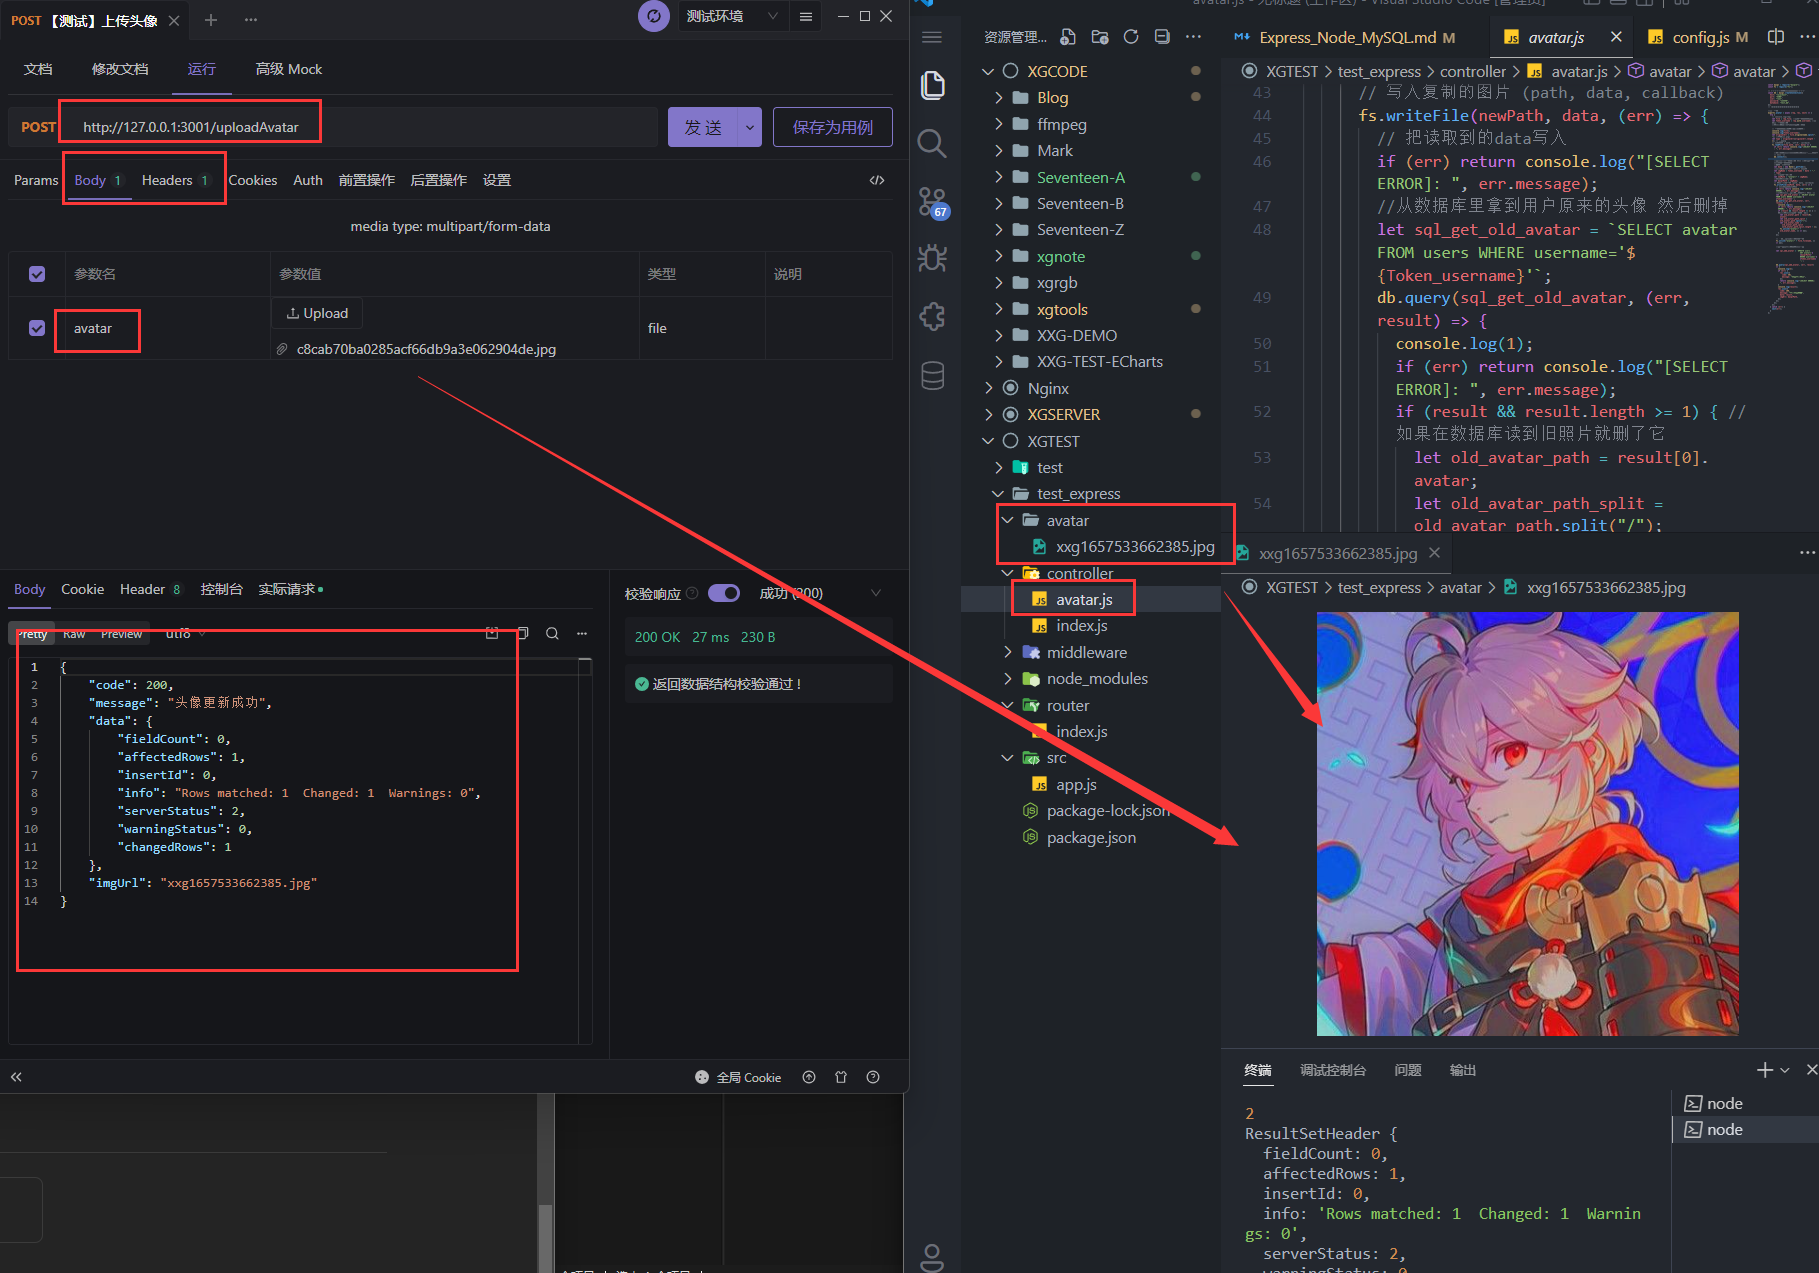 POST 【测试】上传头像
测试环境
文档 修改文档 运行 高级 Mock
POST http://127.0.0.1:3001/uploadAvatar
发 送
保存为用例
Params Body 1 Headers 1 Cookies Auth 前置操作 后置操作 设置
media type: multipart/form-data
参数名 参数值 类型 说明
avatar Upload file
c8cab70ba0285acf66db9a3e062904de.jpg
Body Cookie Header 8 控制台 实际请求
Pretty Raw Preview utf8
1 {
2 "code": 200,
3 "message": "头像更新成功",
4 "data": {
5 "fieldCount": 0,
6 "affectedRows": 1,
7 "insertId": 0,
8 "info": "Rows matched: 1  Changed: 1  Warnings: 0",
9 "serverStatus": 2,
10 "warningStatus": 0,
11 "changedRows": 1
12 },
13 "imgUrl": "xxg1657533662385.jpg"
14 }
校验响应 成功 (200)
200 OK 27 ms 230 B
返回数据结构校验通过！
全局 Cookie
67
资源管理...
XGCODE
Blog
ffmpeg
Mark
Seventeen-A
Seventeen-B
Seventeen-Z
xgnote
xgrgb
xgtools
XXG-DEMO
XXG-TEST-ECharts
Nginx
XGSERVER
XGTEST
test
test_express
avatar
xxg1657533662385.jpg
controller
avatar.js
index.js
middleware
node_modules
router
index.js
src
app.js
package-lock.json
package.json
Express_Node_MySQL.md M avatar.js config.js M
XGTEST > test_express > controller > avatar.js > avatar > avatar >
43 // 写入复制的图片 (path, data, callback)
44 fs.writeFile(newPath, data, (err) => {
45 // 把读取到的data写入
46 if (err) return console.log("[SELECT
ERROR]: ", err.message);
47 //从数据库里拿到用户原来的头像 然后删掉
48 let sql_get_old_avatar = `SELECT avatar
FROM users WHERE username='$
{Token_username}'`;
49 db.query(sql_get_old_avatar, (err,
result) => {
50 console.log(1);
51 if (err) return console.log("[SELECT
ERROR]: ", err.message);
52 if (result && result.length >= 1) { //
如果在数据库读到旧照片就删了它
53 let old_avatar_path = result[0].
avatar;
54 let old_avatar_path_split =
old_avatar_path.split("/");
xxg1657533662385.jpg
XGTEST > test_express > avatar > xxg1657533662385.jpg
终端 调试控制台 问题 输出
node
node
2
ResultSetHeader {
fieldCount: 0,
affectedRows: 1,
insertId: 0,
info: 'Rows matched: 1  Changed: 1  Warnin
gs: 0',
serverStatus: 2,
warningStatus: 0